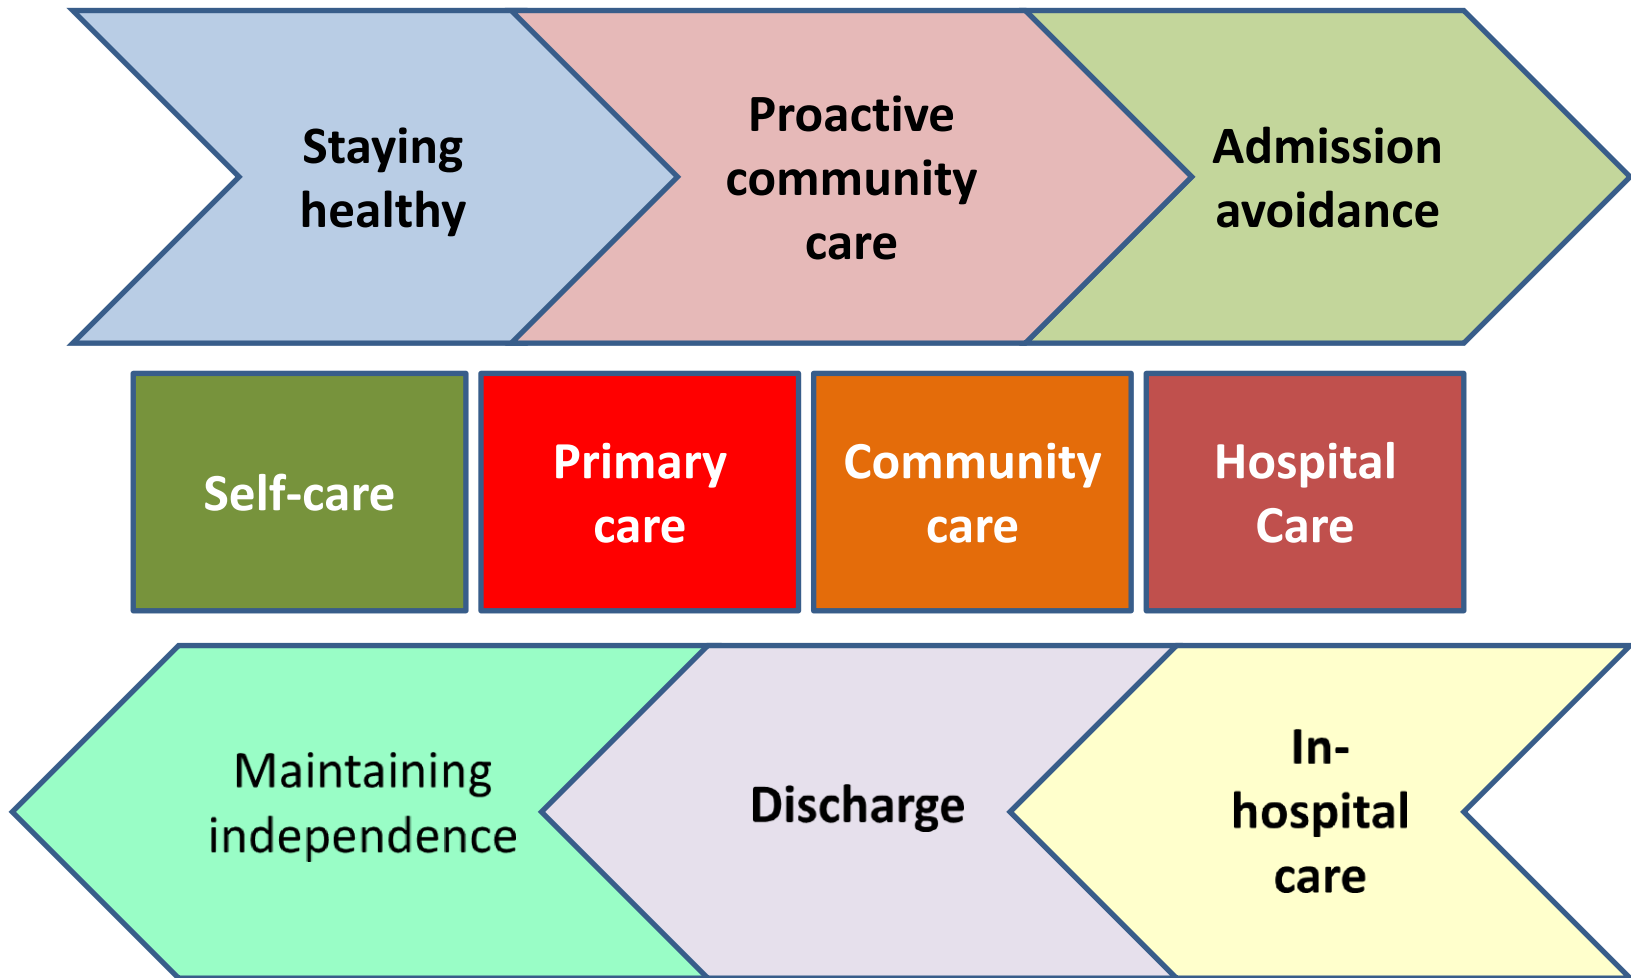 Staying
healthy
Proactive
community
care
Admission
avoidance
Self-care
Primary
care
Community
care
Hospital
Care
Maintaining
independence
Discharge
In-
hospital
care